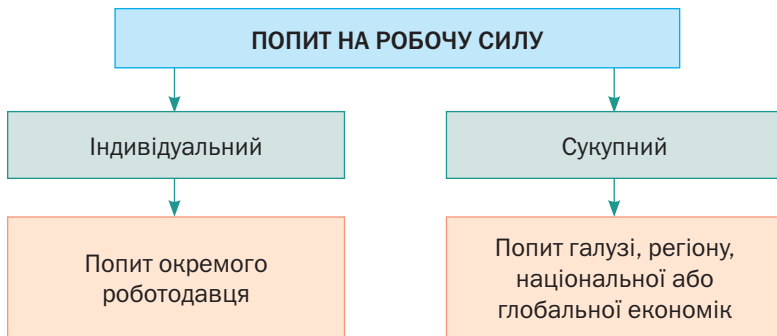 ПОПИТ НА РОБОЧУ СИЛУ
Індивідуальний
Сукупний
Попит окремого
роботодавця
Попит галузі, регіону,
національної або
глобальної економік